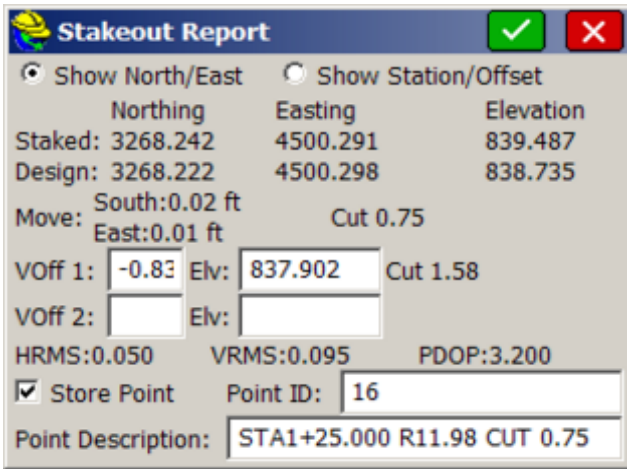 Stakeout Report
Show North/East Show Station/Offset
Northing Easting Elevation
Staked: 3268.242 4500.291 839.487
Design: 3268.222 4500.298 838.735
Move: South:0.02 ft Cut 0.75
East:0.01 ft
VOff 1: -0.83 Elv: 837.902 Cut 1.58
VOff 2: Elv:
HRMS:0.050 VRMS:0.095 PDOP:3.200
Store Point Point ID: 16
Point Description: STA1+25.000 R11.98 CUT 0.75